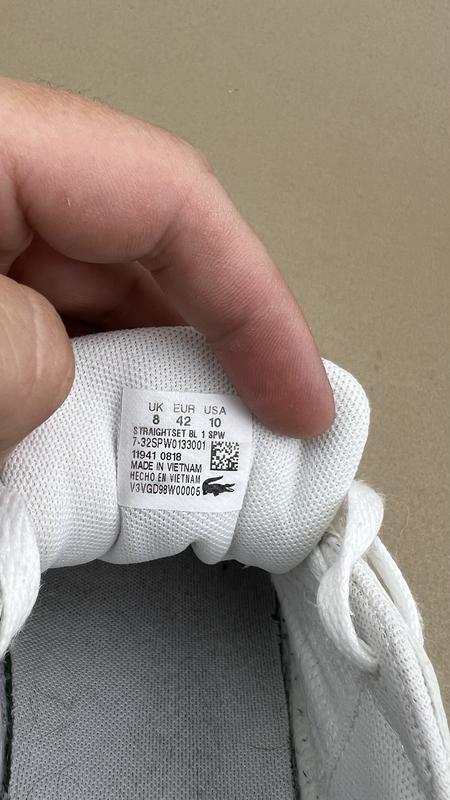 UK EUR USA
8 42 10
STRAIGHTSET BL 1 SPW
7-32SPW0133001
11941 0818
MADE IN VIETNAM
HECHO EN VIETNAM
V3VGD98W00005